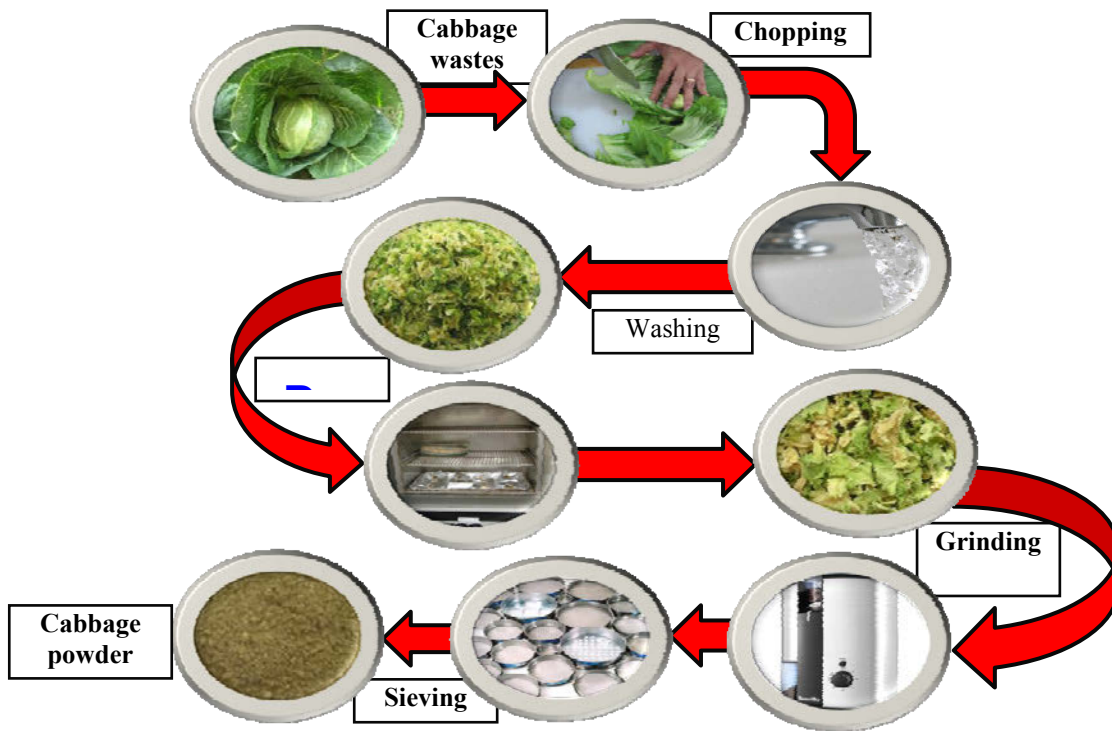 Cabbage
wastes
Chopping
Washing
Grinding
Cabbage
powder
Sieving